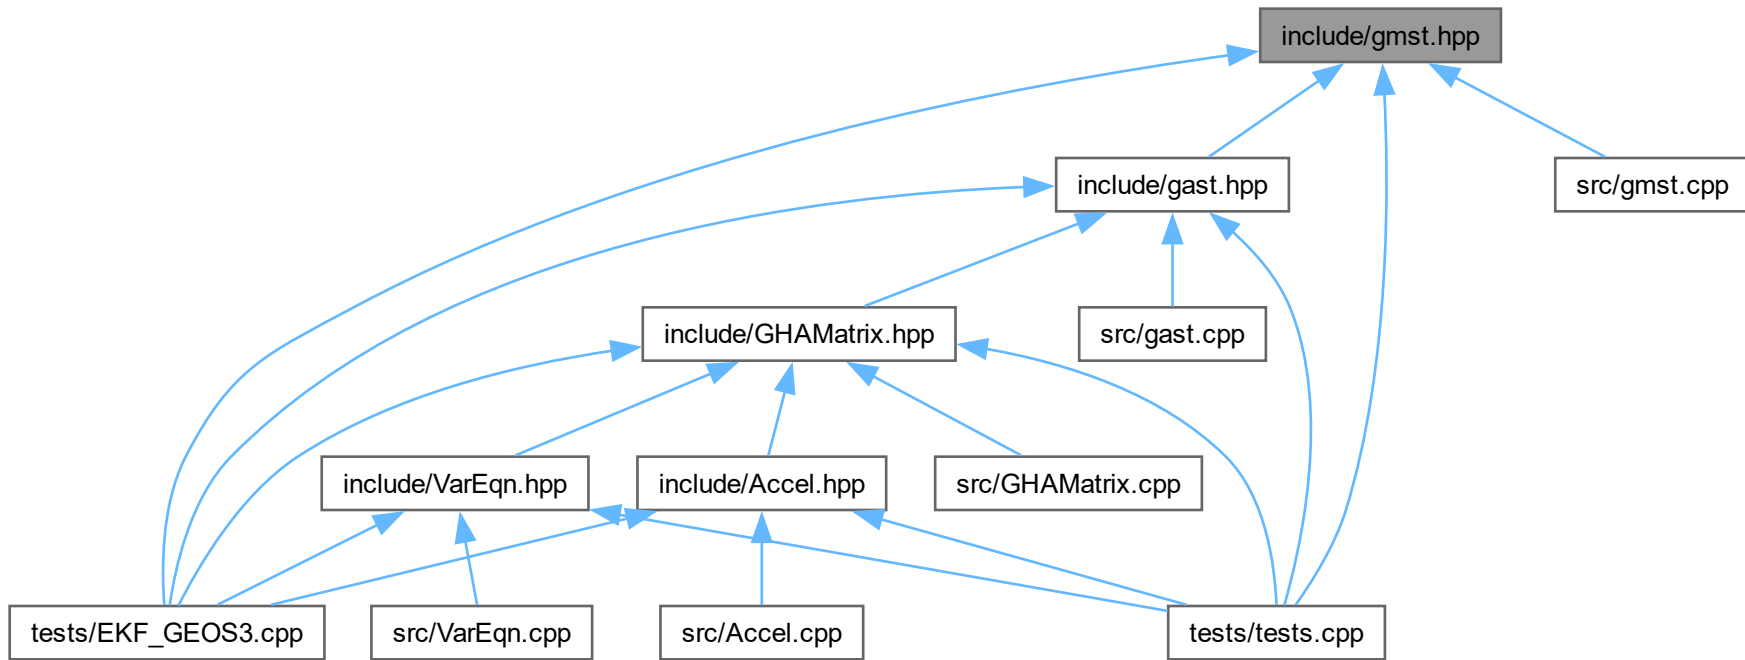 include/gmst.hpp
include/gast.hpp
src/gmst.cpp
include/GHAMatrix.hpp
src/gast.cpp
include/VarEqn.hpp
include/Accel.hpp
src/GHAMatrix.cpp
tests/EKF_GEOS3.cpp
src/VarEqn.cpp
src/Accel.cpp
tests/tests.cpp